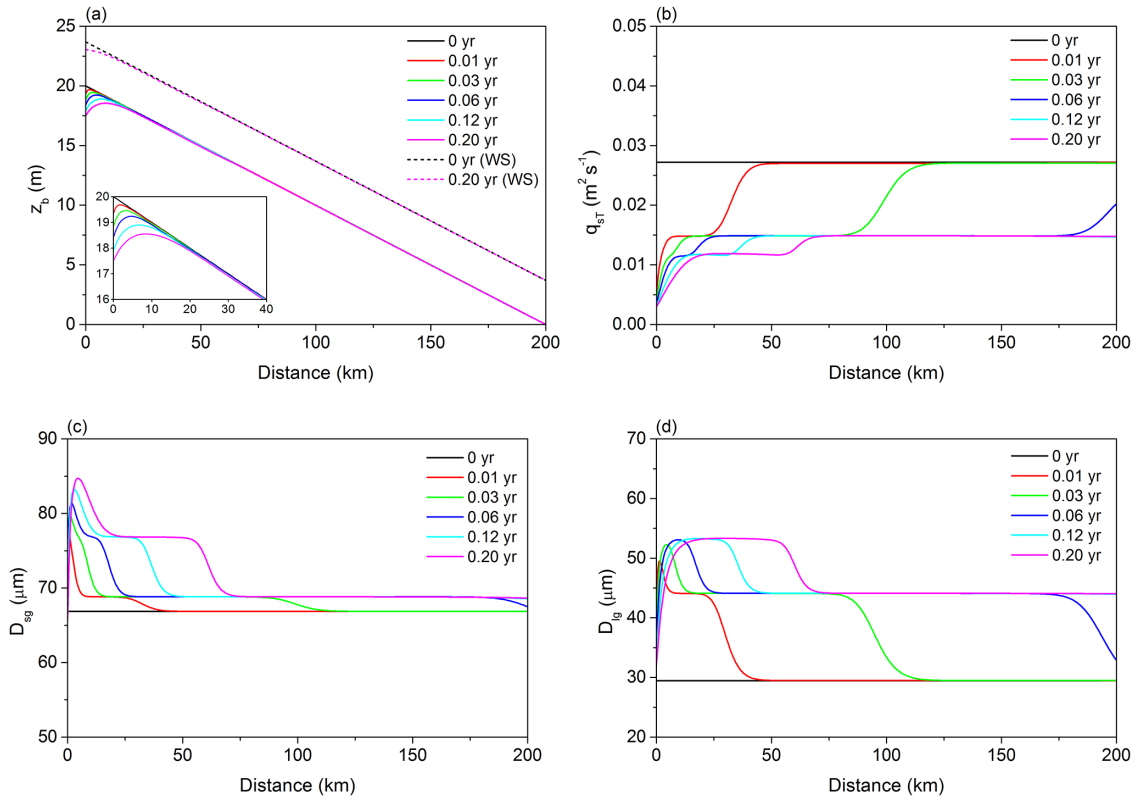 (a)
25
20
15
10
5
0
0
50
100
150
200
z_b (m)
Distance (km)
0 yr
0.01 yr
0.03 yr
0.06 yr
0.12 yr
0.20 yr
0 yr (WS)
0.20 yr (WS)
20
19
18
17
16
0
10
20
30
40
(b)
0.05
0.04
0.03
0.02
0.01
0.00
0
50
100
150
200
q_sT (m² s⁻¹)
Distance (km)
0 yr
0.01 yr
0.03 yr
0.06 yr
0.12 yr
0.20 yr
(c)
90
80
70
60
50
0
50
100
150
200
D_sg (μm)
Distance (km)
0 yr
0.01 yr
0.03 yr
0.06 yr
0.12 yr
0.20 yr
(d)
70
60
50
40
30
20
0
50
100
150
200
D_lg (μm)
Distance (km)
0 yr
0.01 yr
0.03 yr
0.06 yr
0.12 yr
0.20 yr